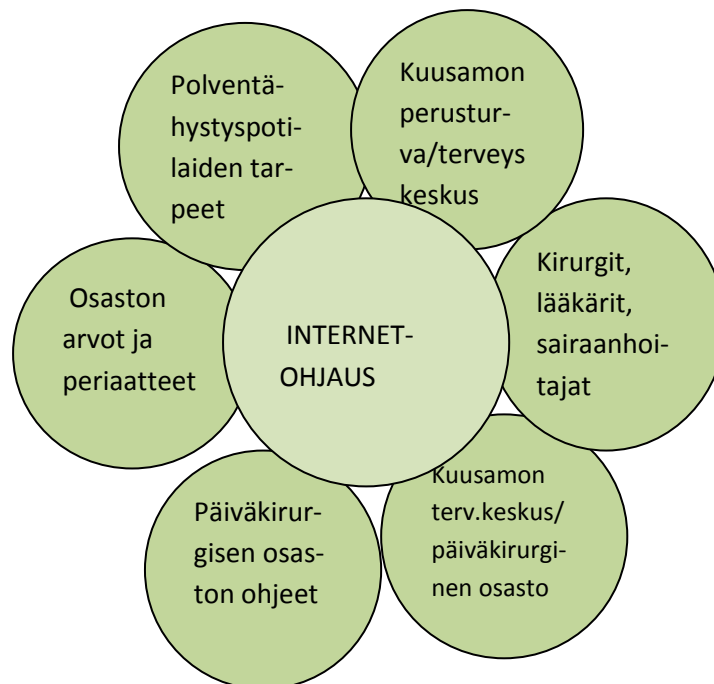 Polventä-
hystyspoti-
laiden tar-
peet
Kuusamon
perustur-
va/terveys
keskus
Kirurgit,
lääkärit,
sairaanhoi-
tajat
Kuusamon
terv.keskus/
päiväkirurgi-
nen osasto
Päiväkirur-
gisen osas-
ton ohjeet
Osaston
arvot ja
periaatteet
INTERNET-
OHJAUS